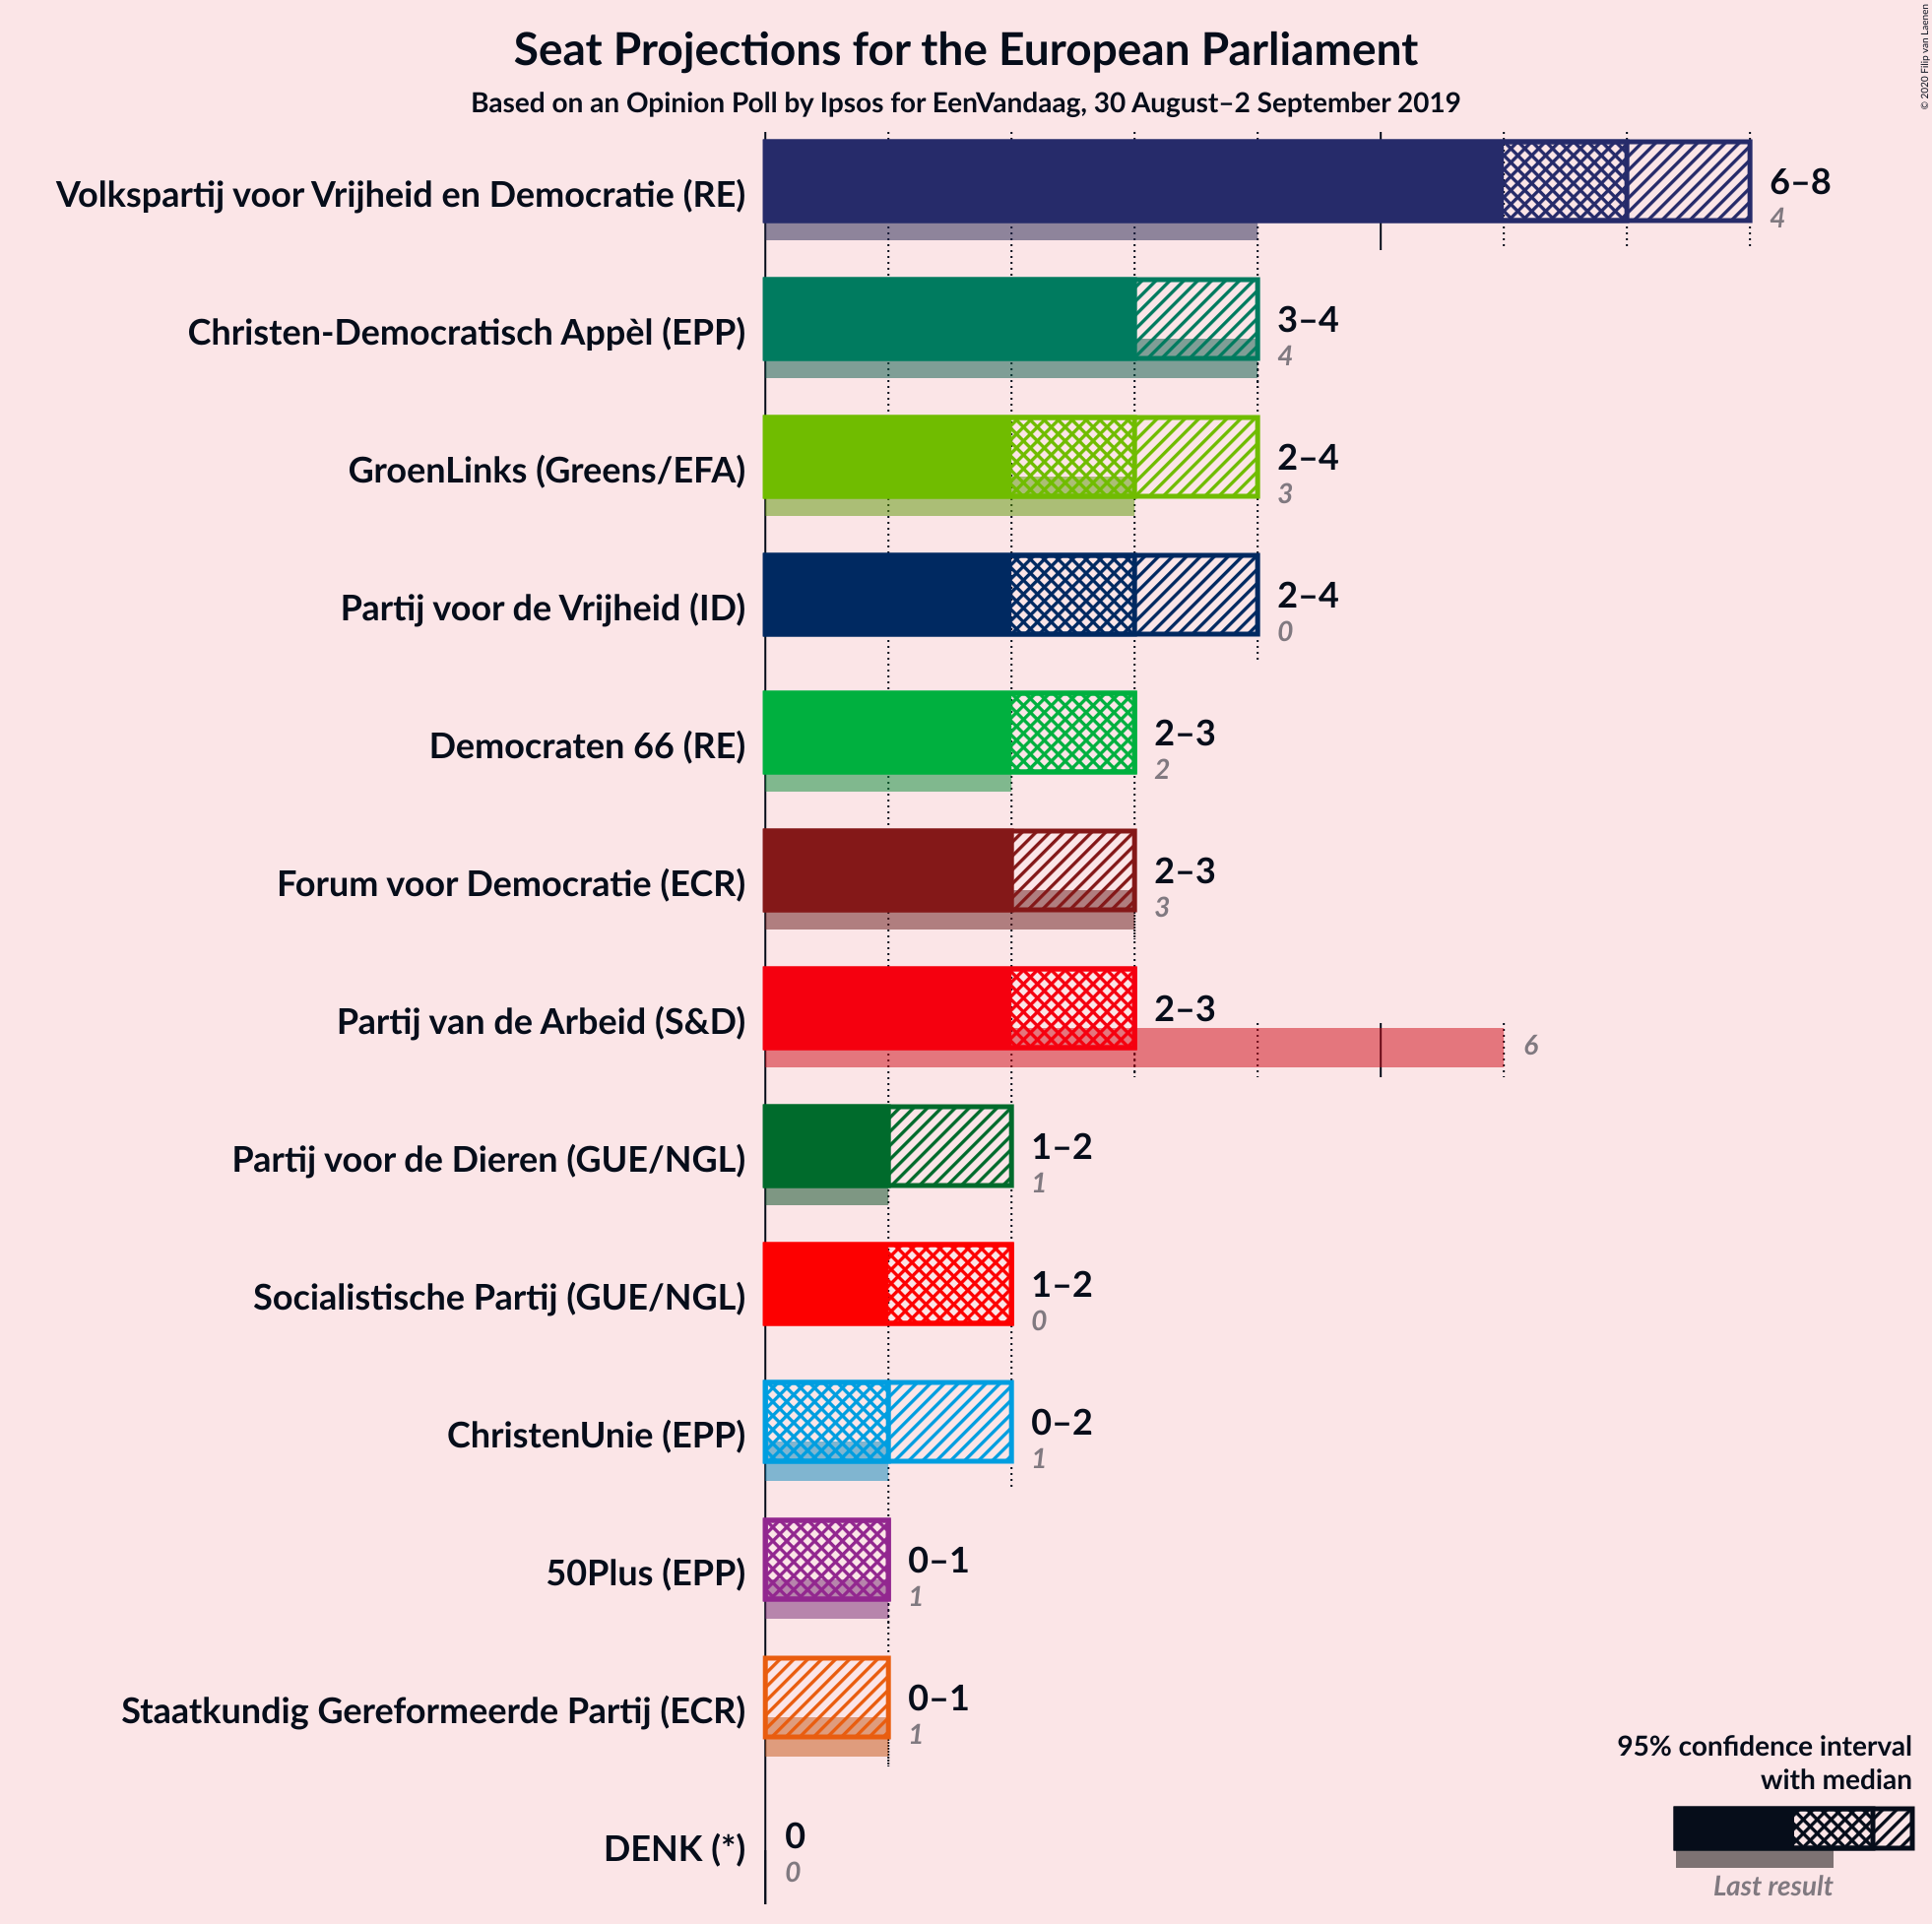 Seat Projections for the European Parliament
Based on an Opinion Poll by Ipsos for EenVandaag, 30 August–2 September 2019
© 2020 Filip van Laenen
Volkspartij voor Vrijheid en Democratie (RE)
6–8
4
Christen-Democratisch Appèl (EPP)
3–4
4
GroenLinks (Greens/EFA)
2–4
3
Partij voor de Vrijheid (ID)
2–4
0
Democraten 66 (RE)
2–3
2
Forum voor Democratie (ECR)
2–3
3
Partij van de Arbeid (S&D)
2–3
6
Partij voor de Dieren (GUE/NGL)
1–2
1
Socialistische Partij (GUE/NGL)
1–2
0
ChristenUnie (EPP)
0–2
1
50Plus (EPP)
0–1
1
Staatkundig Gereformeerde Partij (ECR)
0–1
1
DENK (*)
0
0
95% confidence interval
with median
Last result